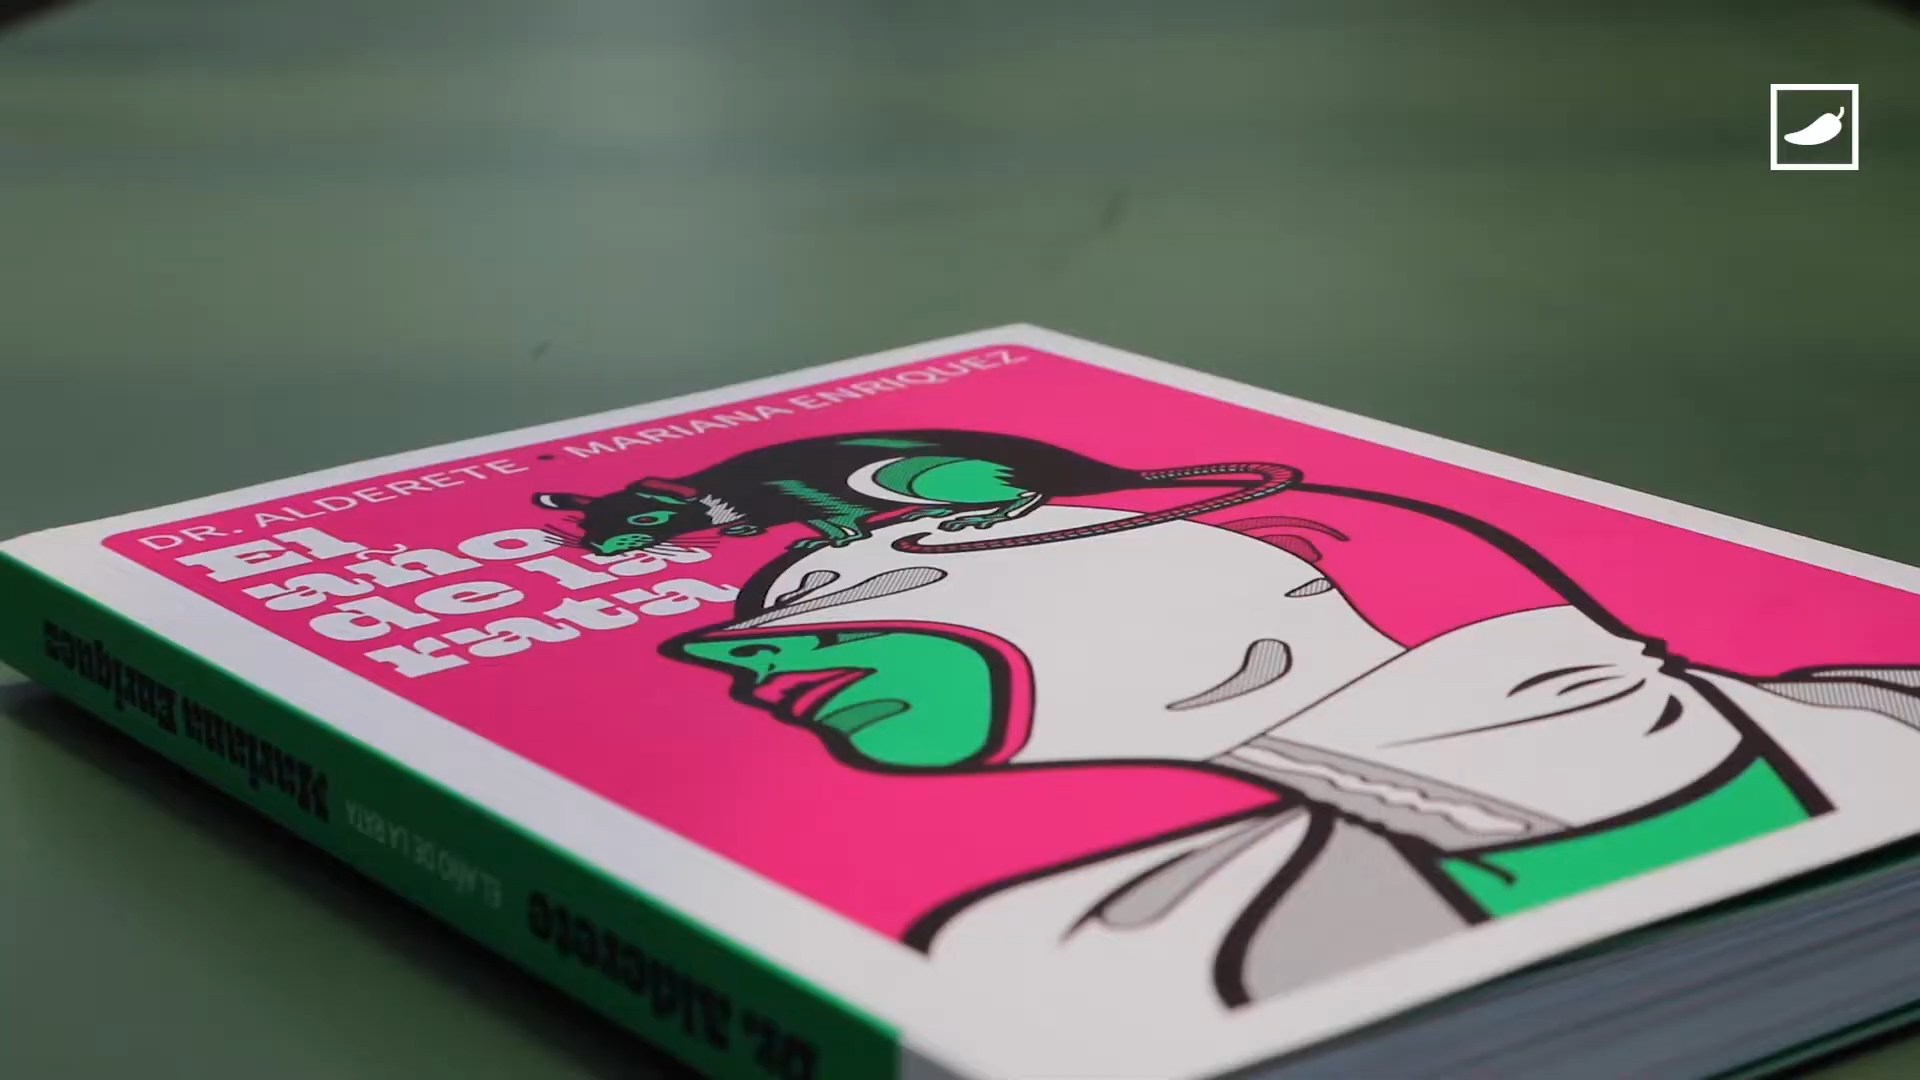 DR. ALDERETE • MARIANA ENRIQUEZ
El
año
de la
rata
Mariana Enriquez
EL AÑO DE LA RATA
Dr. Alderete